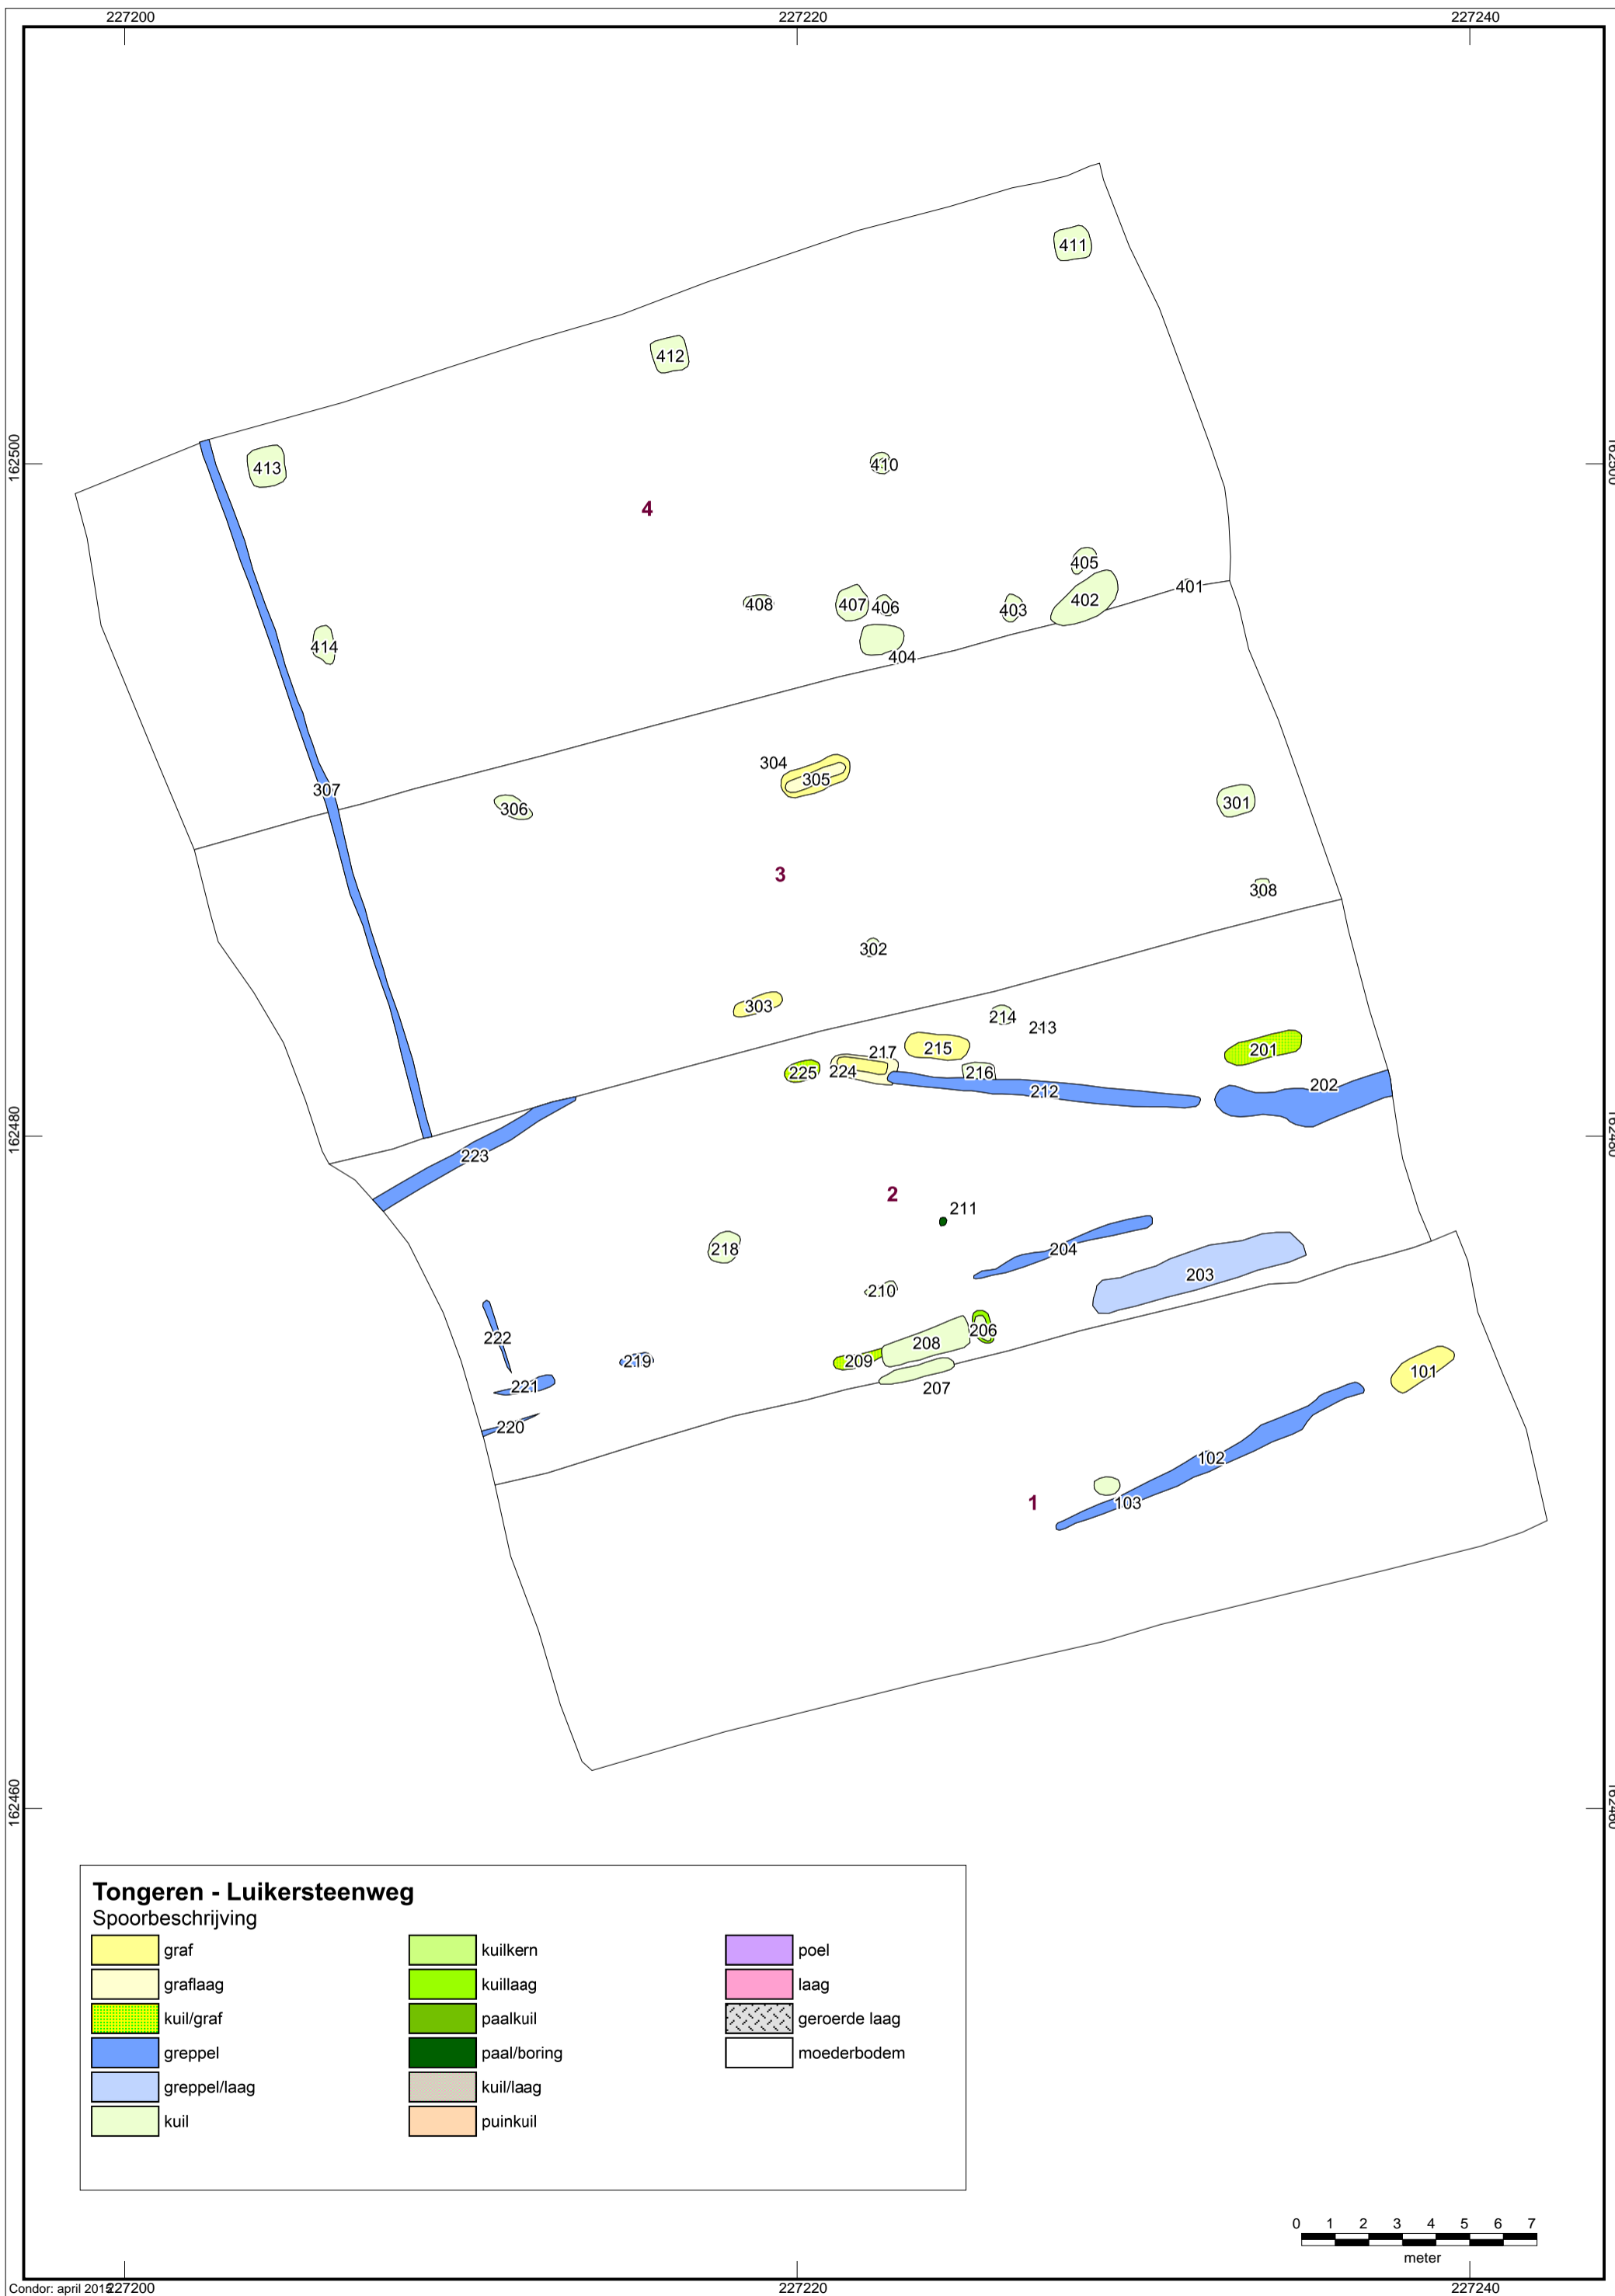 227200 227220 227240
411
412
162500 413 410 162500
4
405
408 407 406 403 402 401
414 404
304
307 306 305 301
3
308
302
303 214 213
217 215 201
225 224 216 212 202
162480 162480
223
2
211
218 204
203
210
222 208 206
219 209
221 207 101
220
102
1 103
162460 162460
Tongeren - Luikersteenweg
Spoorbeschrijving
graf kuilkern poel
graflaag kuillaag laag
kuil/graf paalkuil geroerde laag
greppel paal/boring moederbodem
greppel/laag kuil/laag
kuil puinkuil
0 1 2 3 4 5 6 7
meter
Condor: april 2015 227200 227220 227240